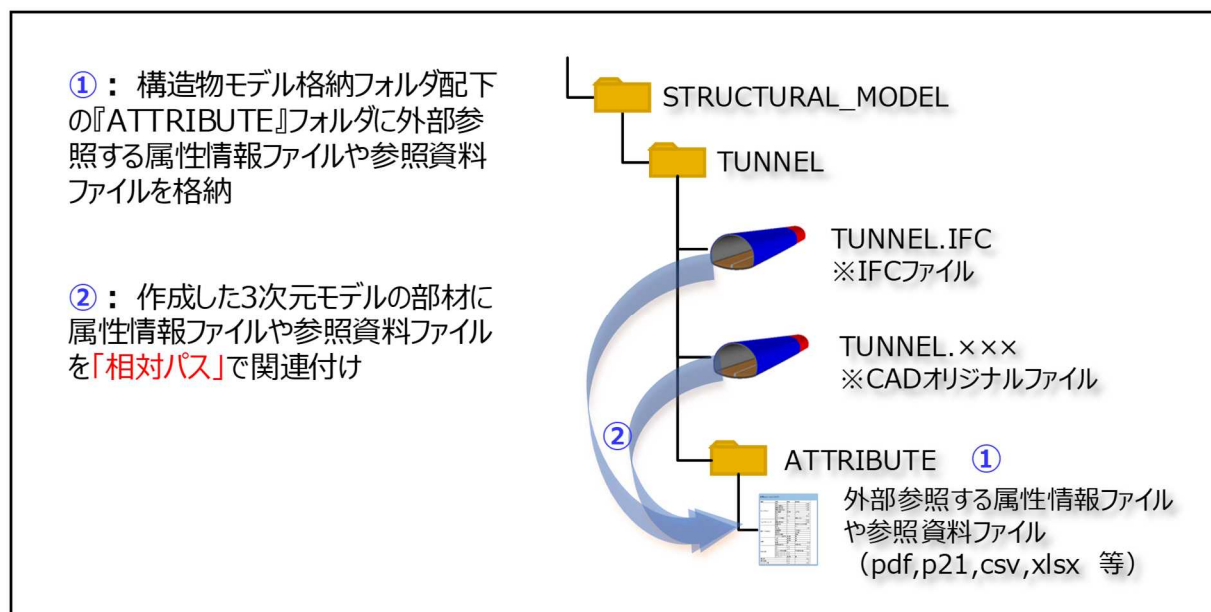 ①： 構造物モデル格納フォルダ配下
の『ATTRIBUTE』フォルダに外部参
照する属性情報ファイルや参照資料
ファイルを格納
②： 作成した3次元モデルの部材に
属性情報ファイルや参照資料ファイル
を「相対パス」で関連付け
STRUCTURAL_MODEL
TUNNEL
TUNNEL.IFC
※IFCファイル
TUNNEL.×××
※CADオリジナルファイル
②
ATTRIBUTE ①
外部参照する属性情報ファイル
や参照資料ファイル
（pdf,p21,csv,xlsx 等）